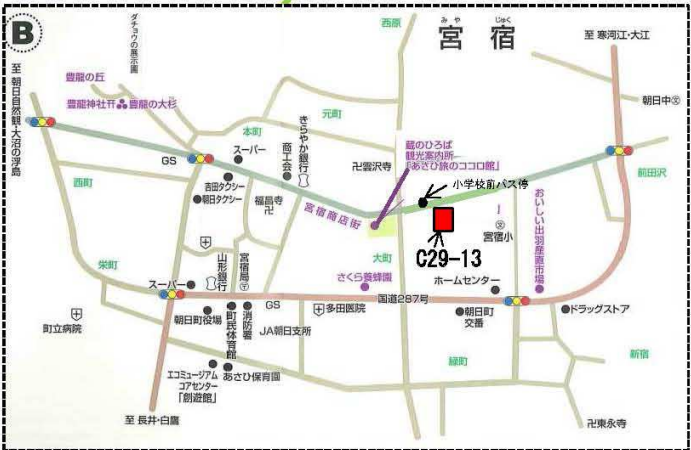 B
みや じゅく
宮 宿
西原
至 寒河江・大江
ダチョウの展示園
至 朝日自然観・大沼の浮島
豊龍の丘
豊龍神社 豊龍の大杉
元町
本町
朝日中
蔵のひろば
観光案内所
「あさひ旅のココロ館」
スーパー
商工会
きらやか銀行
卍雲沢寺
小学校前バス停
前田沢
GS
西町
吉田タクシー
朝日タクシー
福昌寺
卍
宮宿商店街
宮宿小
おいしい出羽産直市場
C29-13
大町
栄町
山形銀行
宮宿局
さくら養蜂園
ホームセンター
スーパー
国道287号
町立病院
朝日町役場
町民体育館
消防署
GS
JA朝日支所
多田医院
朝日町
交番
ドラッグストア
エコミュージアム
コアセンター
「創遊館」
あさひ保育園
緑町
新宿
至 長井・白鷹
卍東永寺